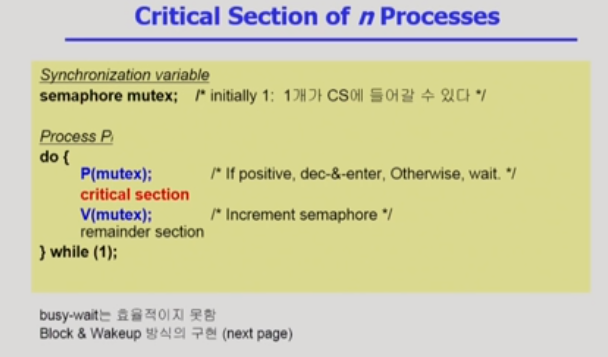 Critical Section of n Processes
Synchronization variable
semaphore mutex; /* initially 1: 1개가 CS에 들어갈 수 있다 */
Process Pi
do {
P(mutex); /* If positive, dec-&-enter, Otherwise, wait. */
critical section
V(mutex); /* Increment semaphore */
remainder section
} while (1);
busy-wait는 효율적이지 못함
Block & Wakeup 방식의 구현 (next page)